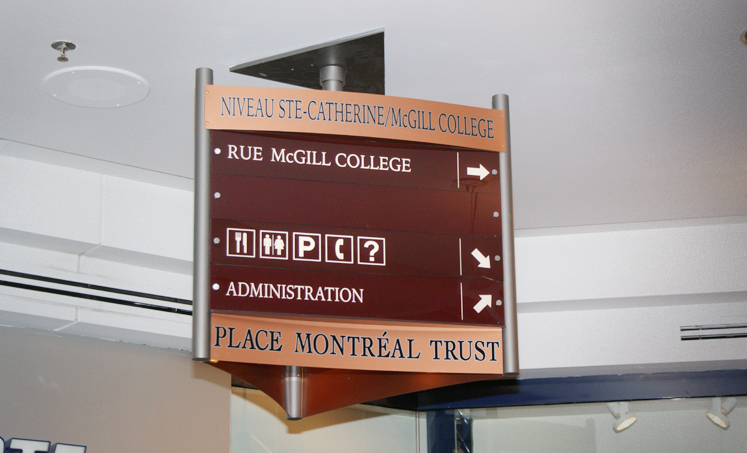 NIVEAU STE-CATHERINE/McGILL COLLEGE
RUE McGILL COLLEGE
P ?
ADMINISTRATION
PLACE MONTRÉAL TRUST